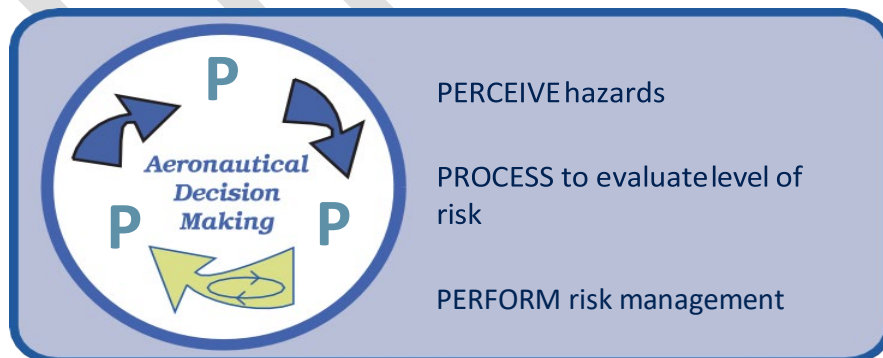 P
P
P
Aeronautical
Decision
Making
PERCEIVE hazards
PROCESS to evaluate level of
risk
PERFORM risk management